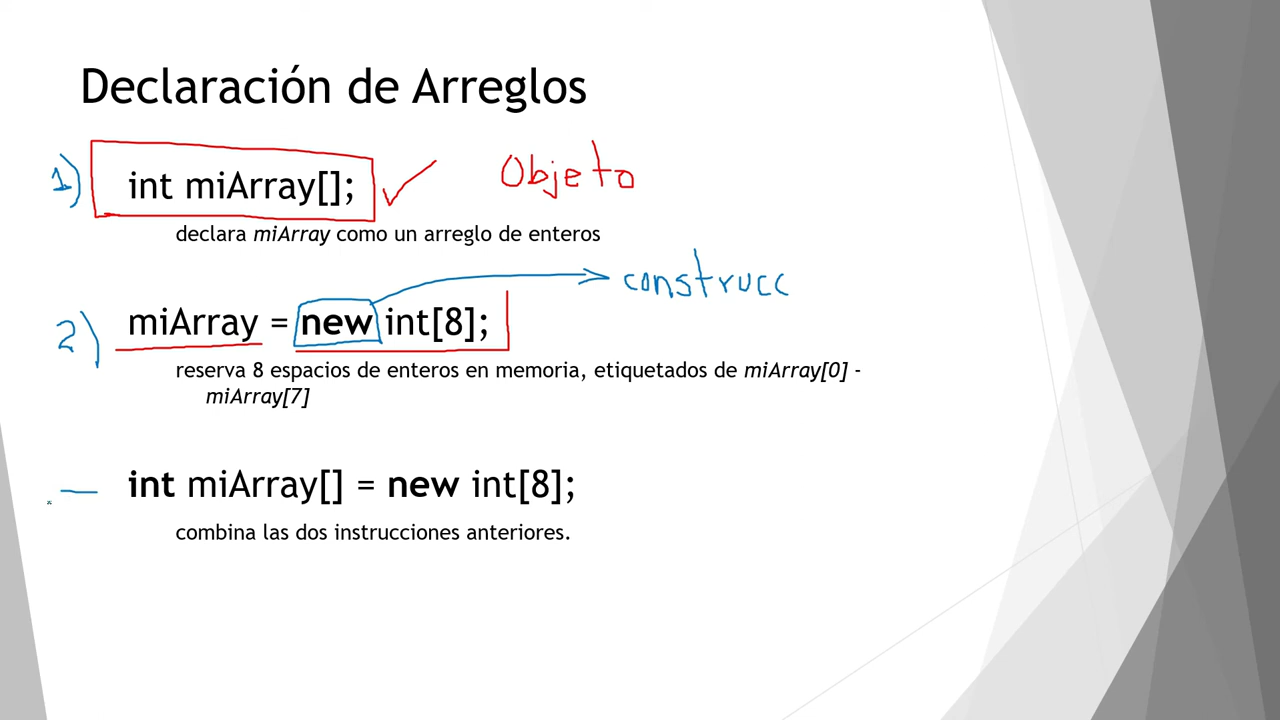 Declaración de Arreglos
1) int miArray[]; Objeto
declara miArray como un arreglo de enteros
construcc
2) miArray = new int[8];
reserva 8 espacios de enteros en memoria, etiquetados de miArray[0] -
miArray[7]
int miArray[] = new int[8];
combina las dos instrucciones anteriores.